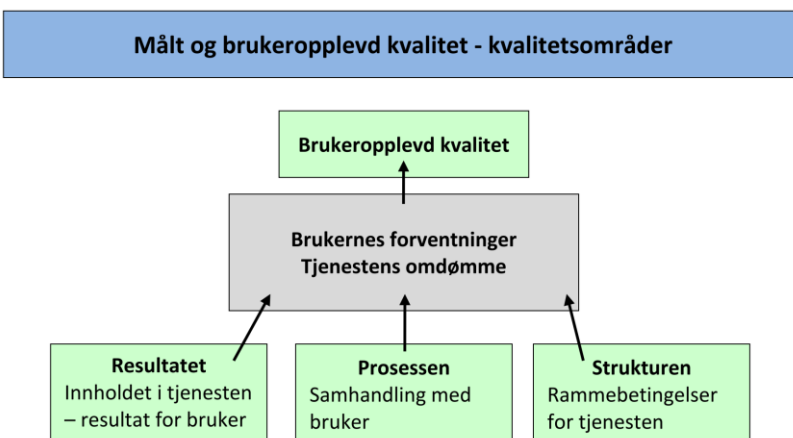 Målt og brukeropplevd kvalitet - kvalitetsområder
Brukeropplevd kvalitet
Brukernes forventninger
Tjenestens omdømme
Resultatet
Innholdet i tjenesten
– resultat for bruker
Prosessen
Samhandling med
bruker
Strukturen
Rammebetingelser
for tjenesten